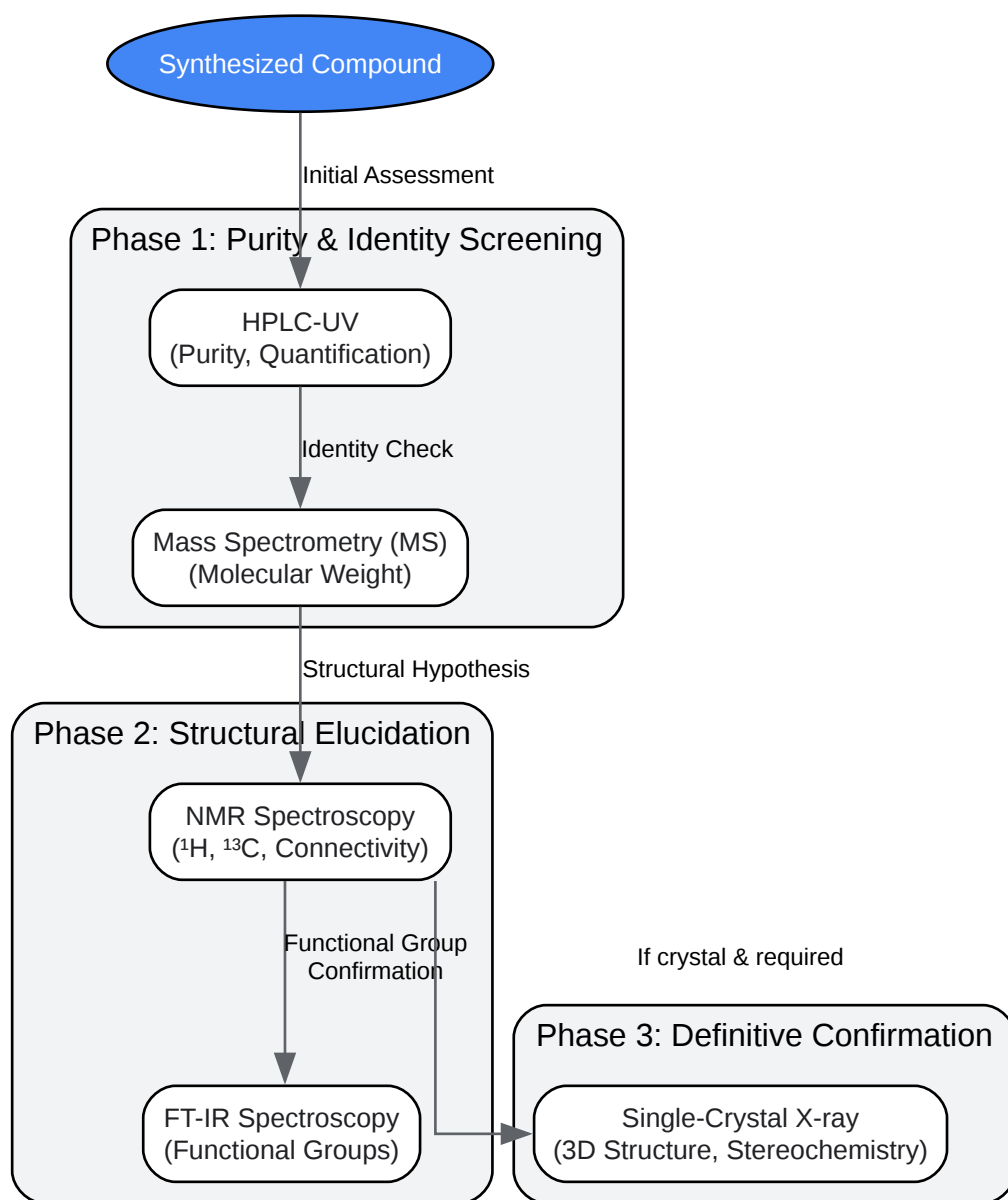 Synthesized Compound
Initial Assessment
Phase 1: Purity & Identity Screening
HPLC-UV
(Purity, Quantification)
Identity Check
Mass Spectrometry (MS)
(Molecular Weight)
Structural Hypothesis
Phase 2: Structural Elucidation
NMR Spectroscopy
(¹H, ¹³C, Connectivity)
Functional Group
Confirmation
If crystal & required
Phase 3: Definitive Confirmation
FT-IR Spectroscopy
(Functional Groups)
Single-Crystal X-ray
(3D Structure, Stereochemistry)